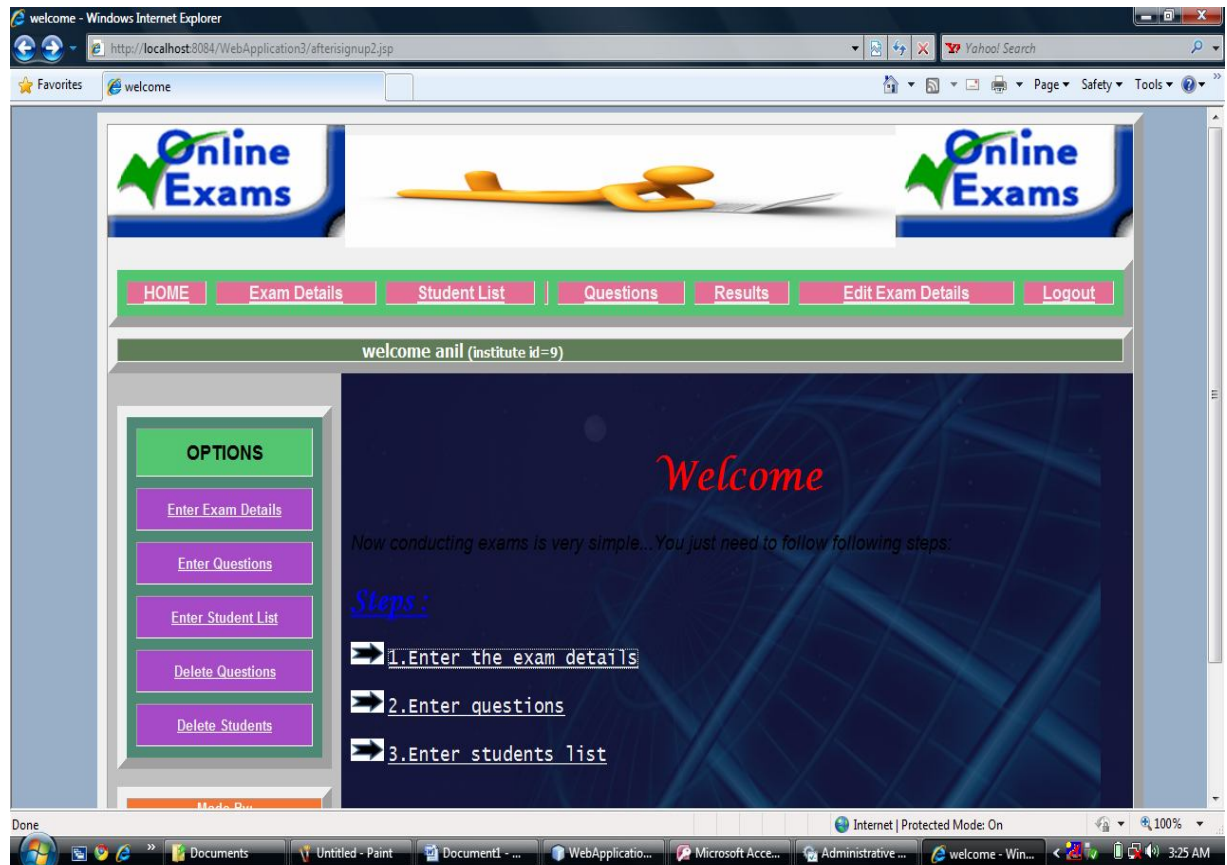 welcome - Windows Internet Explorer
http://localhost:8084/WebApplication3/afterisignup2.jsp
Yahoo! Search
Favorites
welcome
Page
Safety
Tools
Online
Exams
Online
Exams
HOME
Exam Details
Student List
Questions
Results
Edit Exam Details
Logout
welcome anil (institute id=9)
OPTIONS
Enter Exam Details
Enter Questions
Enter Student List
Delete Questions
Delete Students
Made By:
Welcome
Now conducting exams is very simple...You just need to follow following steps:
Steps :
1.Enter the exam details
2.Enter questions
3.Enter students list
Done
Internet | Protected Mode: On
100%
Documents
Untitled - Paint
Document1 - ...
WebApplicatio...
Microsoft Acce...
Administrative ...
welcome - Win...
3:25 AM